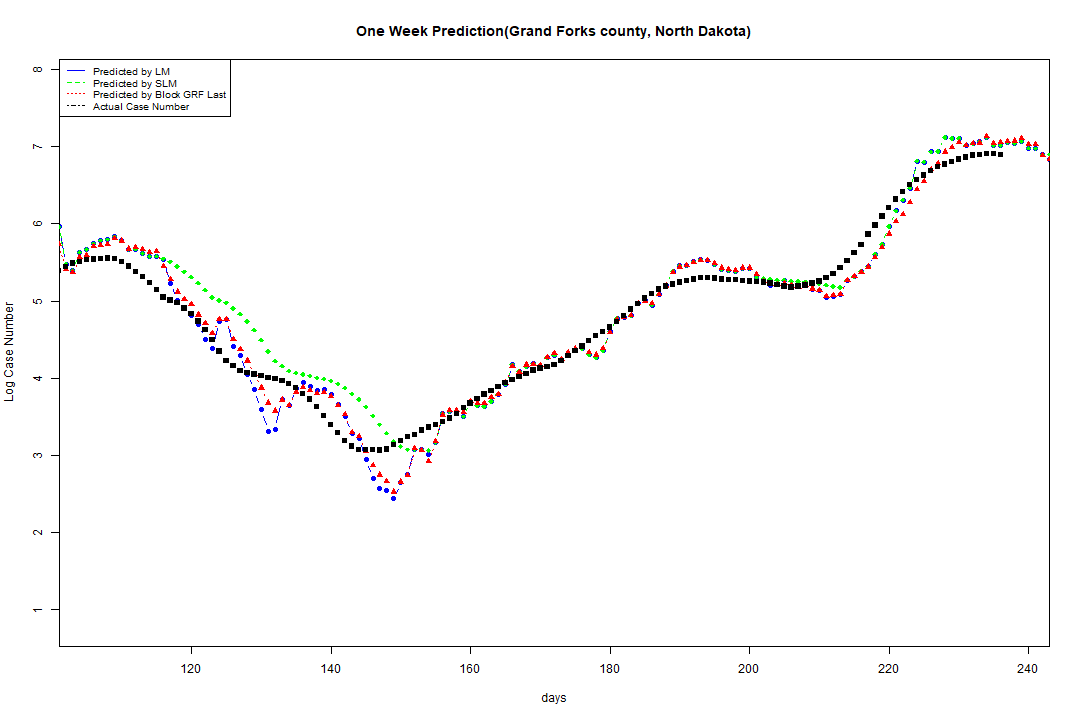 One Week Prediction(Grand Forks county, North Dakota)
Predicted by LM
Predicted by SLM
Predicted by Block GRF Last
Actual Case Number
8
7
6
5
4
3
2
1
Log Case Number
120 140 160 180 200 220 240
days